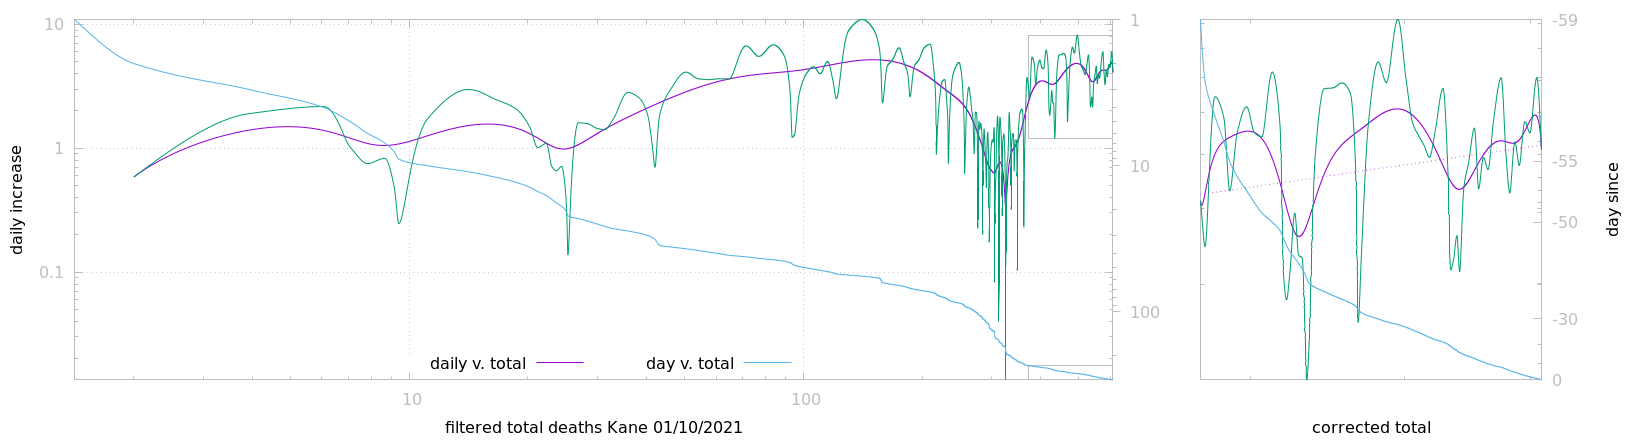 daily increase
10
1
0.1
10
100
1
10
100
daily v. total
day v. total
filtered total deaths Kane 01/10/2021
-59
-55
-50
-30
0
day since
corrected total